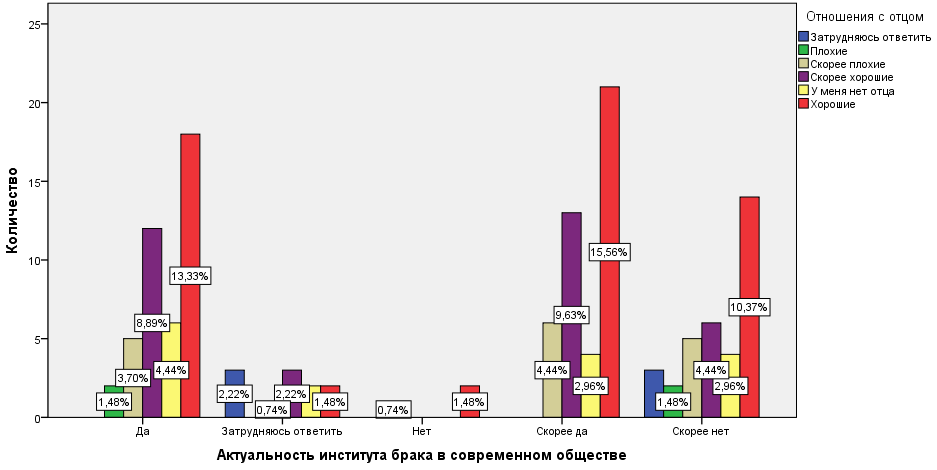 Отношения с отцом
Затрудняюсь ответить
Плохие
Скорее плохие
Скорее хорошие
У меня нет отца
Хорошие
Количество
25
20
15
10
5
0
1,48%
3,70%
8,89%
4,44%
13,33%
2,22%
0,74%
2,22%
1,48%
0,74%
1,48%
4,44%
9,63%
2,96%
15,56%
1,48%
4,44%
2,96%
10,37%
Да
Затрудняюсь ответить
Нет
Скорее да
Скорее нет
Актуальность института брака в современном обществе